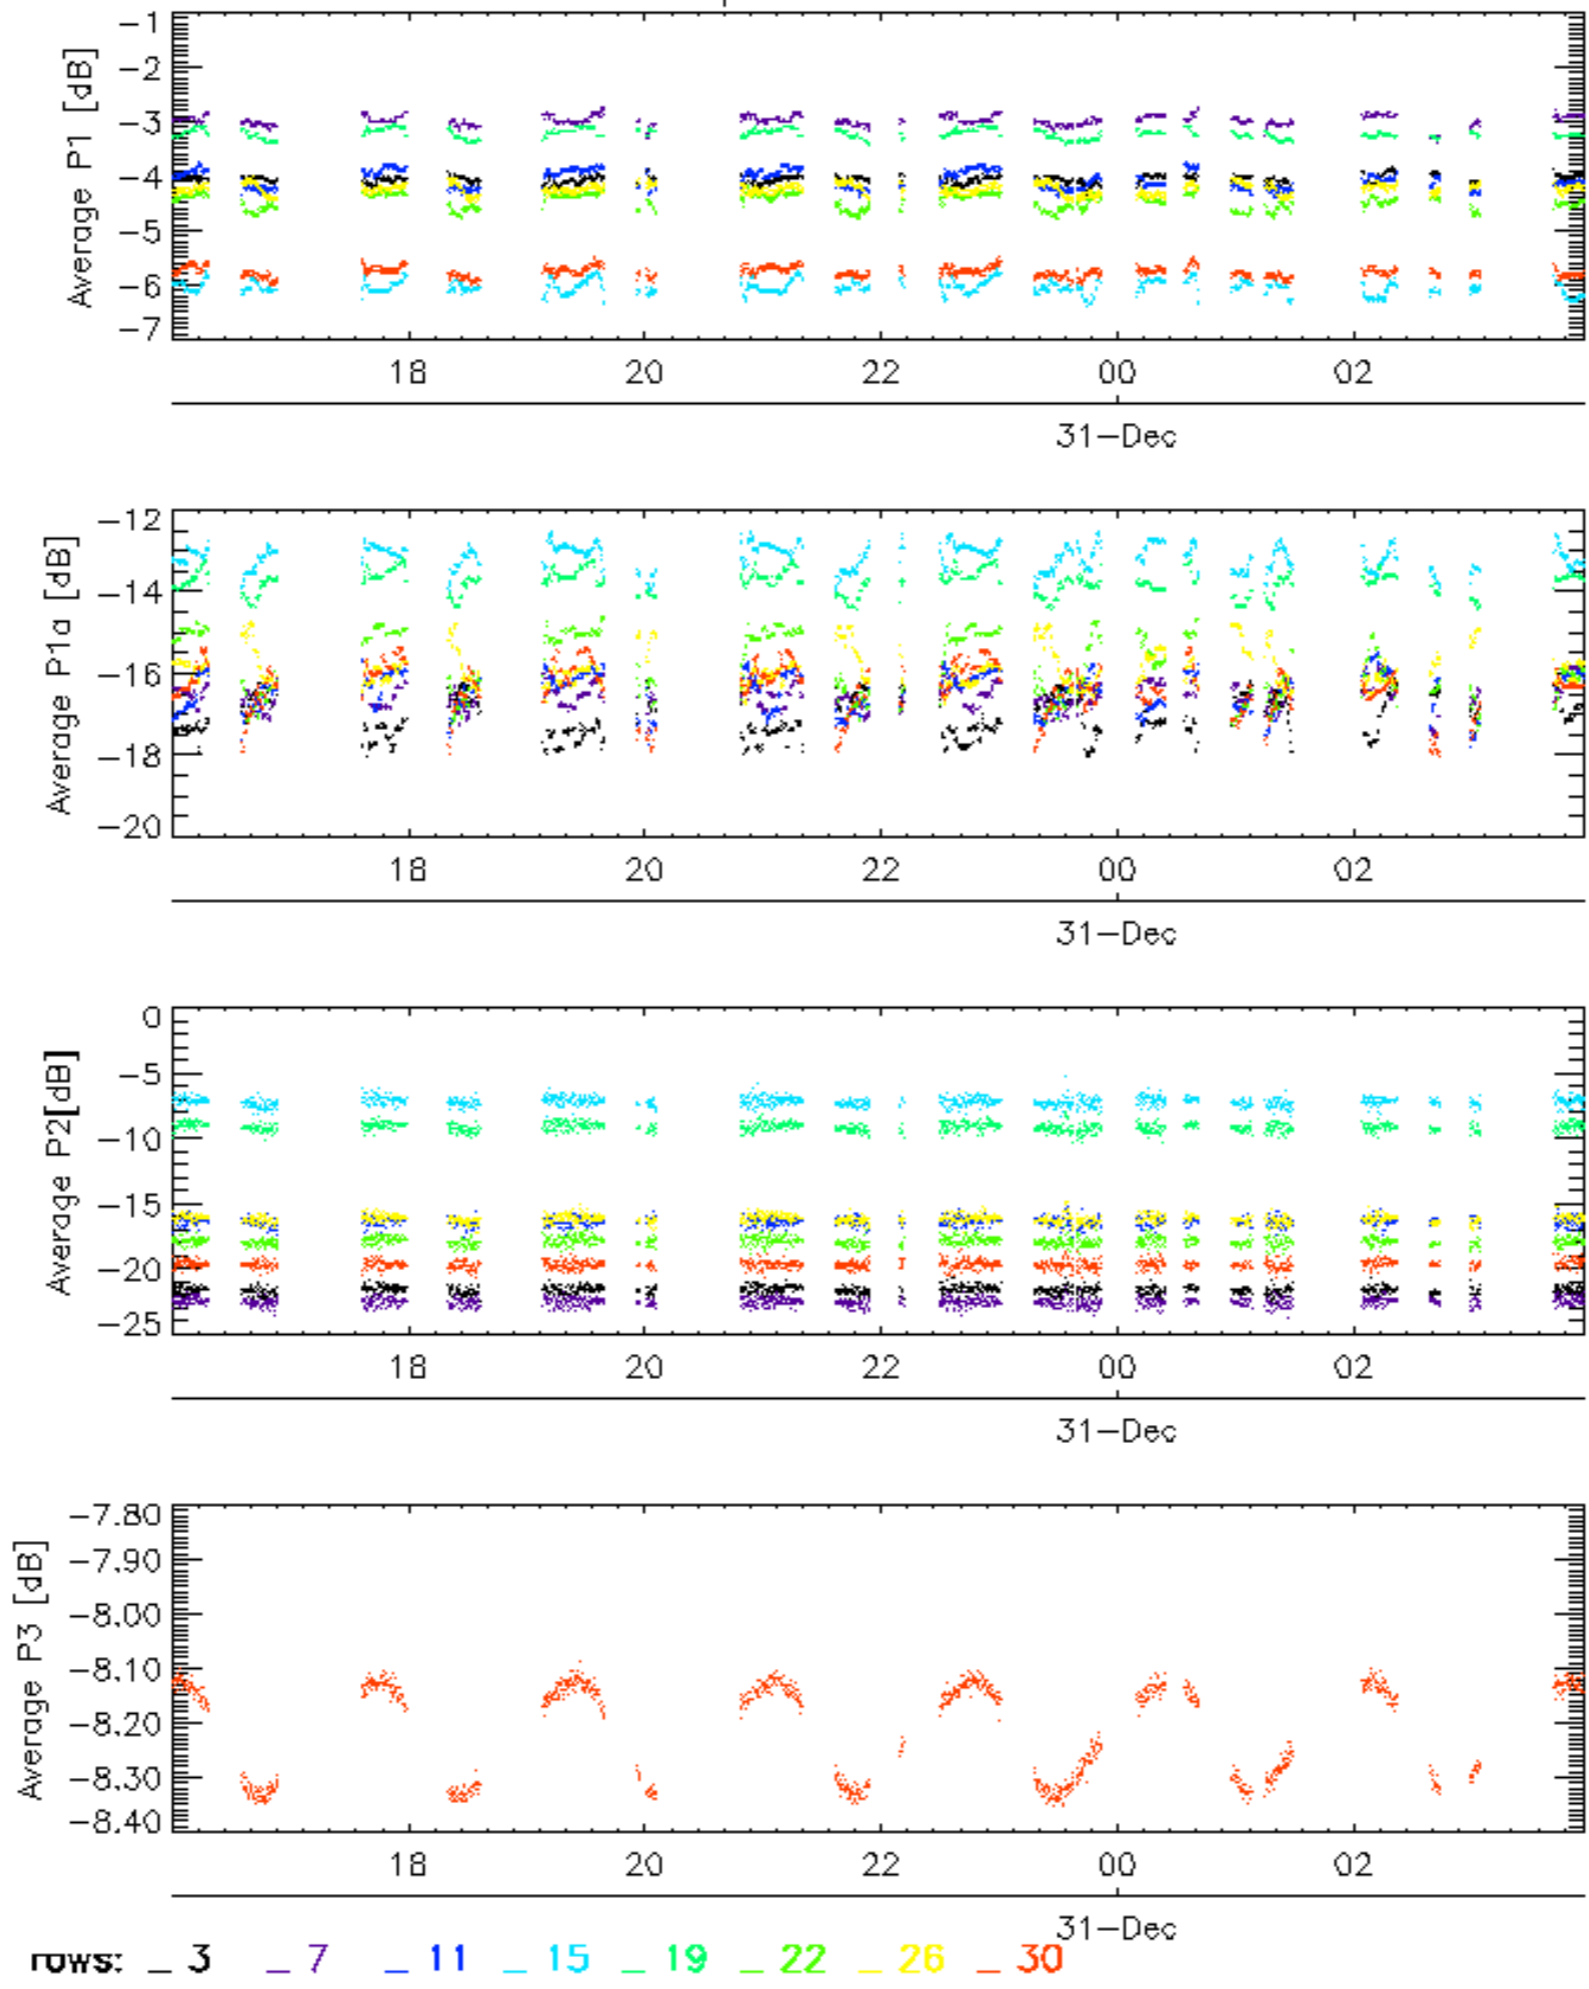 -1
-2
-3
-4
-5
-6
-7
Average P1 [dB]
18 20 22 00 02
31-Dec
-12
-14
-16
-18
-20
Average P1a [dB]
18 20 22 00 02
31-Dec
0
-5
-10
-15
-20
-25
Average P2[dB]
18 20 22 00 02
31-Dec
-7.80
-7.90
-8.00
-8.10
-8.20
-8.30
-8.40
Average P3 [dB]
18 20 22 00 02
31-Dec
rows: _ 3 _ 7 _ 11 _ 15 _ 19 _ 22 _ 26 _ 30